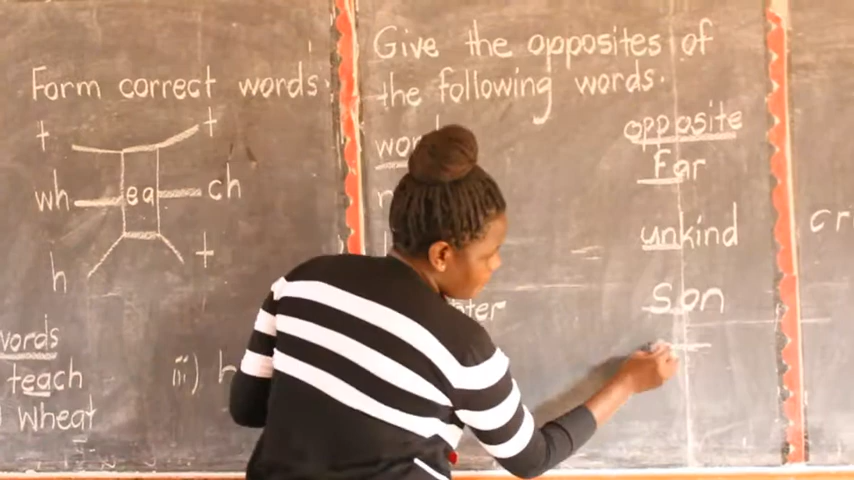 Form correct words.
t t
wh ea ch
h t
words
teach
wheat
iii) h
Give the opposites of
the following words.
opposite
Far
unkind
Son
cr